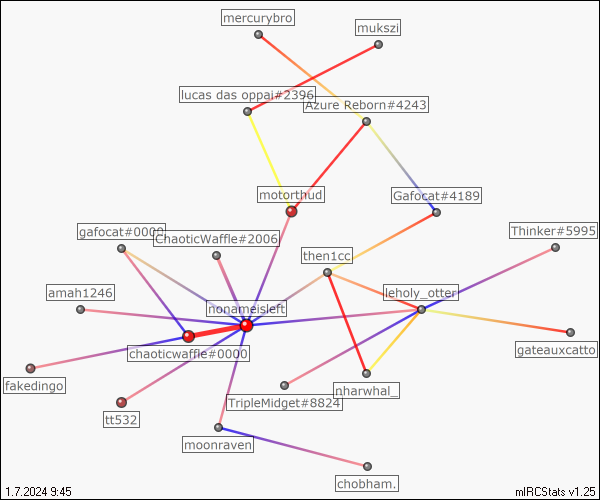 mercurybro
mukszi
lucas das oppai#2396
Azure Reborn#4243
motorthud
Gafocat#4189
gafocat#0000
ChaoticWaffle#2006
Thinker#5995
then1cc
amah1246
leholy_otter
nonameisleft
chaoticwaffle#0000
gateauxcatto
fakedingo
nharwhal_
TripleMidget#8824
tt532
moonraven
chobham.
1.7.2024 9:45
mIRCStats v1.25